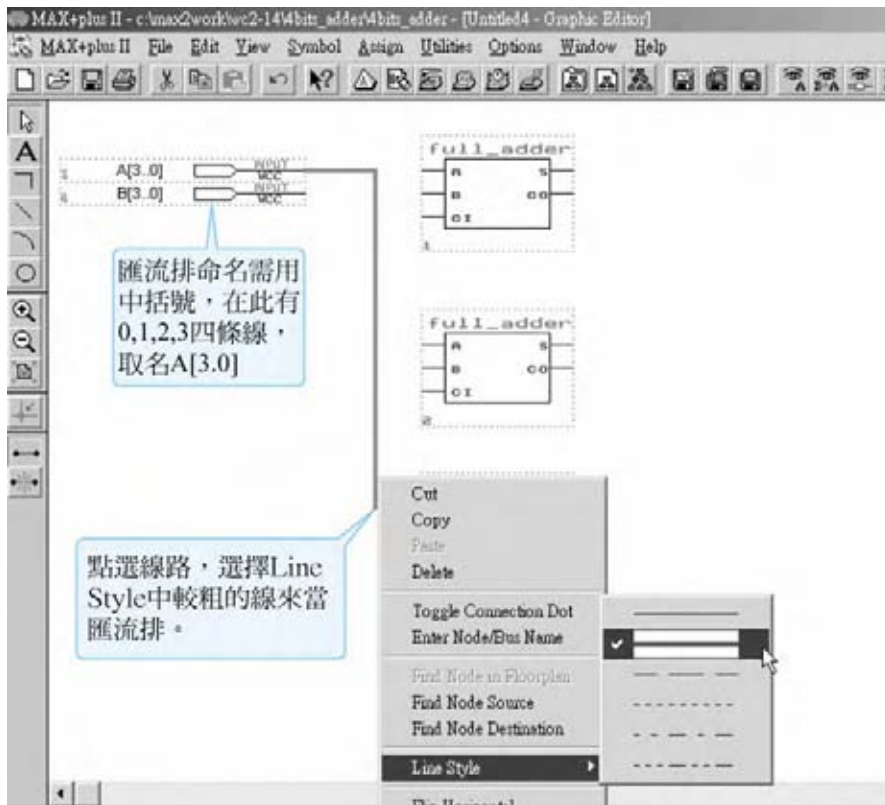 MAX+plus II - c:\max2work\wc2-14\4bits_adder\4bits_adder - [Untitled4 - Graphic Editor]
MAX+plus II File Edit View Symbol Assign Utilities Options Window Help
A[3..0] INPUT VCC
B[3..0] INPUT VCC
full_adder
A S
B CO
CI
1
匯流排命名需用
中括號，在此有
0,1,2,3四條線，
取名A[3.0]
full_adder
A S
B CO
CI
2
點選線路，選擇Line
Style中較粗的線來當
匯流排。
Cut
Copy
Paste
Delete
Toggle Connection Dot
Enter Node/Bus Name
Find Node in Floorplan
Find Node Source
Find Node Destination
Line Style
Flip Horizontal